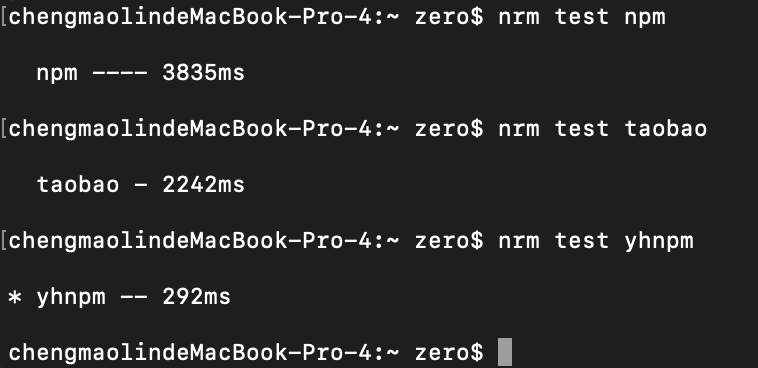 [chengmaolindeMacBook-Pro-4:~ zero$ nrm test npm
npm ---- 3835ms
[chengmaolindeMacBook-Pro-4:~ zero$ nrm test taobao
taobao - 2242ms
[chengmaolindeMacBook-Pro-4:~ zero$ nrm test yhnpm
* yhnpm -- 292ms
chengmaolindeMacBook-Pro-4:~ zero$